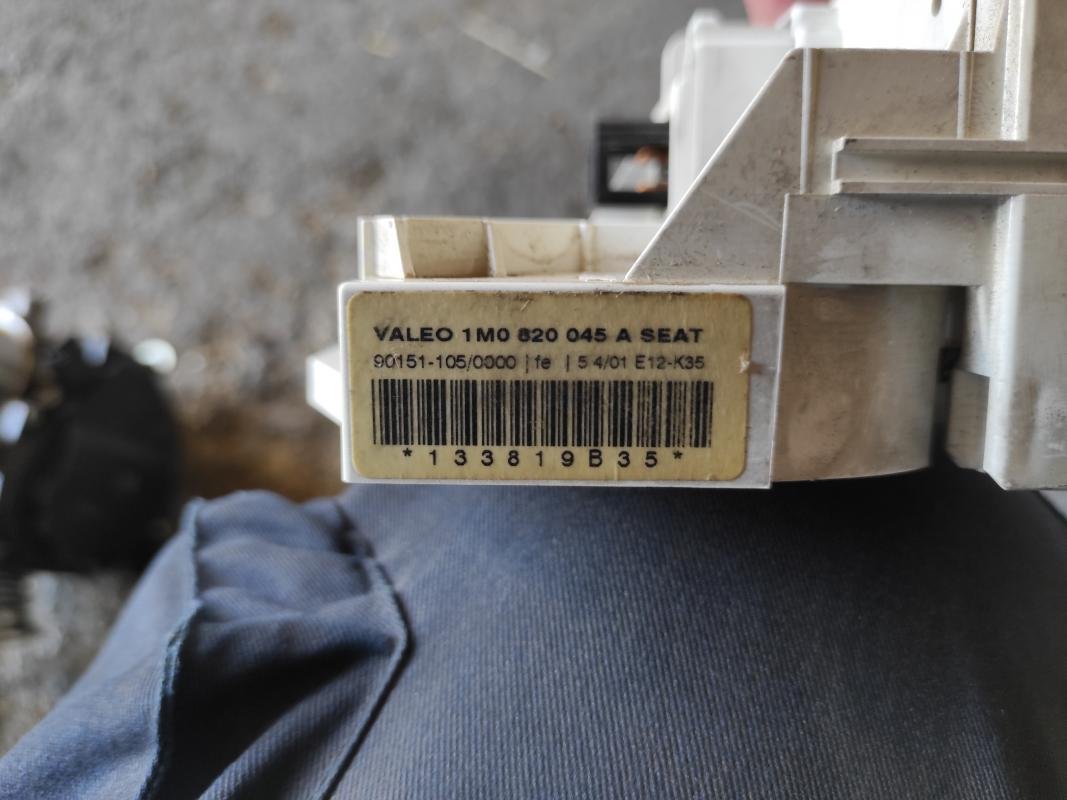 VALEO 1M0 820 045 A SEAT
90151-105/0000 | fe | 5 4/01 E12-K35
*133819B35*